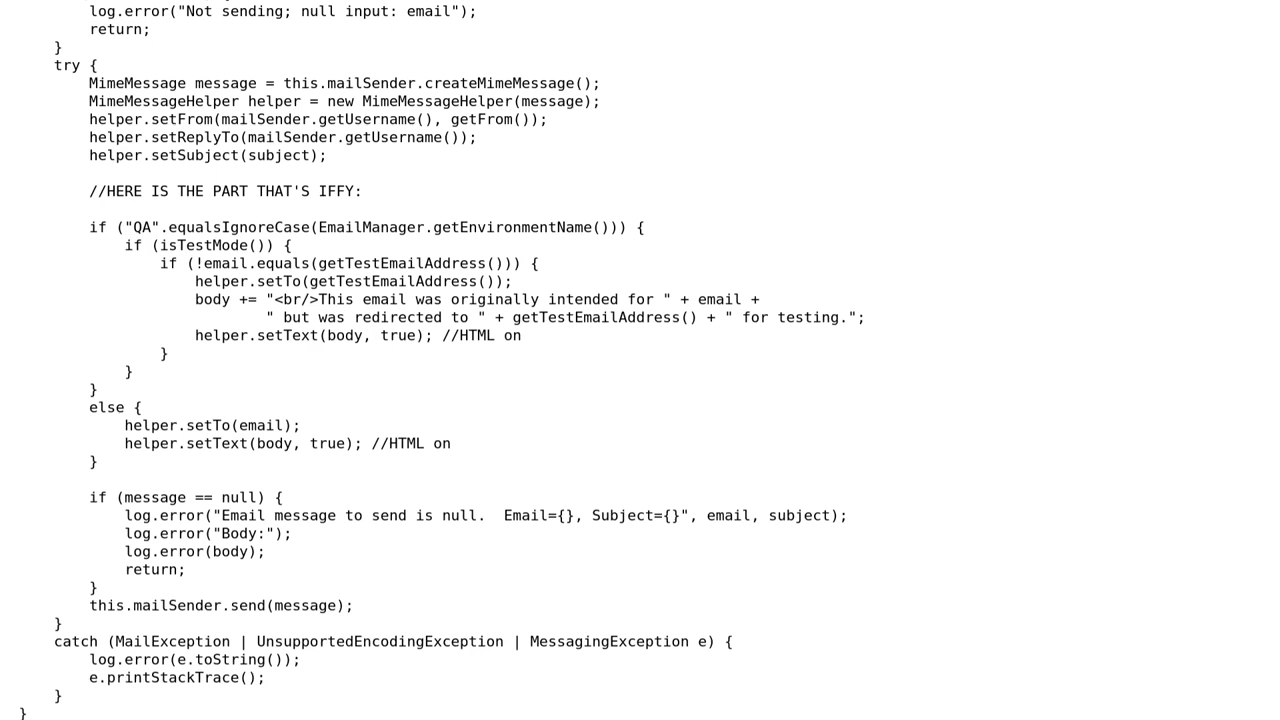 log.error("Not sending; null input: email");
return;
}
try {
MimeMessage message = this.mailSender.createMimeMessage();
MimeMessageHelper helper = new MimeMessageHelper(message);
helper.setFrom(mailSender.getUsername(), getFrom());
helper.setReplyTo(mailSender.getUsername());
helper.setSubject(subject);
//HERE IS THE PART THAT'S IFFY:
if ("QA".equalsIgnoreCase(EmailManager.getEnvironmentName())) {
if (isTestMode()) {
if (!email.equals(getTestEmailAddress())) {
helper.setTo(getTestEmailAddress());
body += "<br/>This email was originally intended for " + email +
" but was redirected to " + getTestEmailAddress() + " for testing.";
helper.setText(body, true); //HTML on
}
}
}
else {
helper.setTo(email);
helper.setText(body, true); //HTML on
}
if (message == null) {
log.error("Email message to send is null.  Email={}, Subject={}", email, subject);
log.error("Body:");
log.error(body);
return;
}
this.mailSender.send(message);
}
catch (MailException | UnsupportedEncodingException | MessagingException e) {
log.error(e.toString());
e.printStackTrace();
}
}